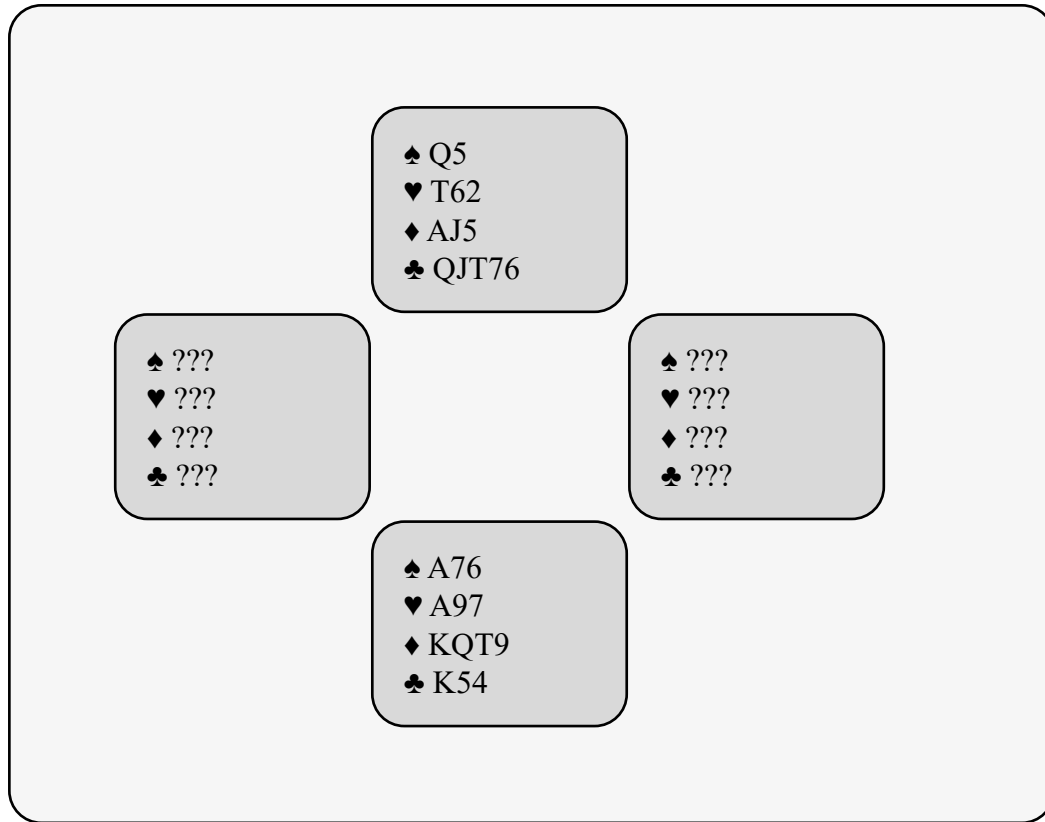 ♠ Q5
♥ T62
♦ AJ5
♣ QJT76
♠ ???
♥ ???
♦ ???
♣ ???
♠ ???
♥ ???
♦ ???
♣ ???
♠ A76
♥ A97
♦ KQT9
♣ K54